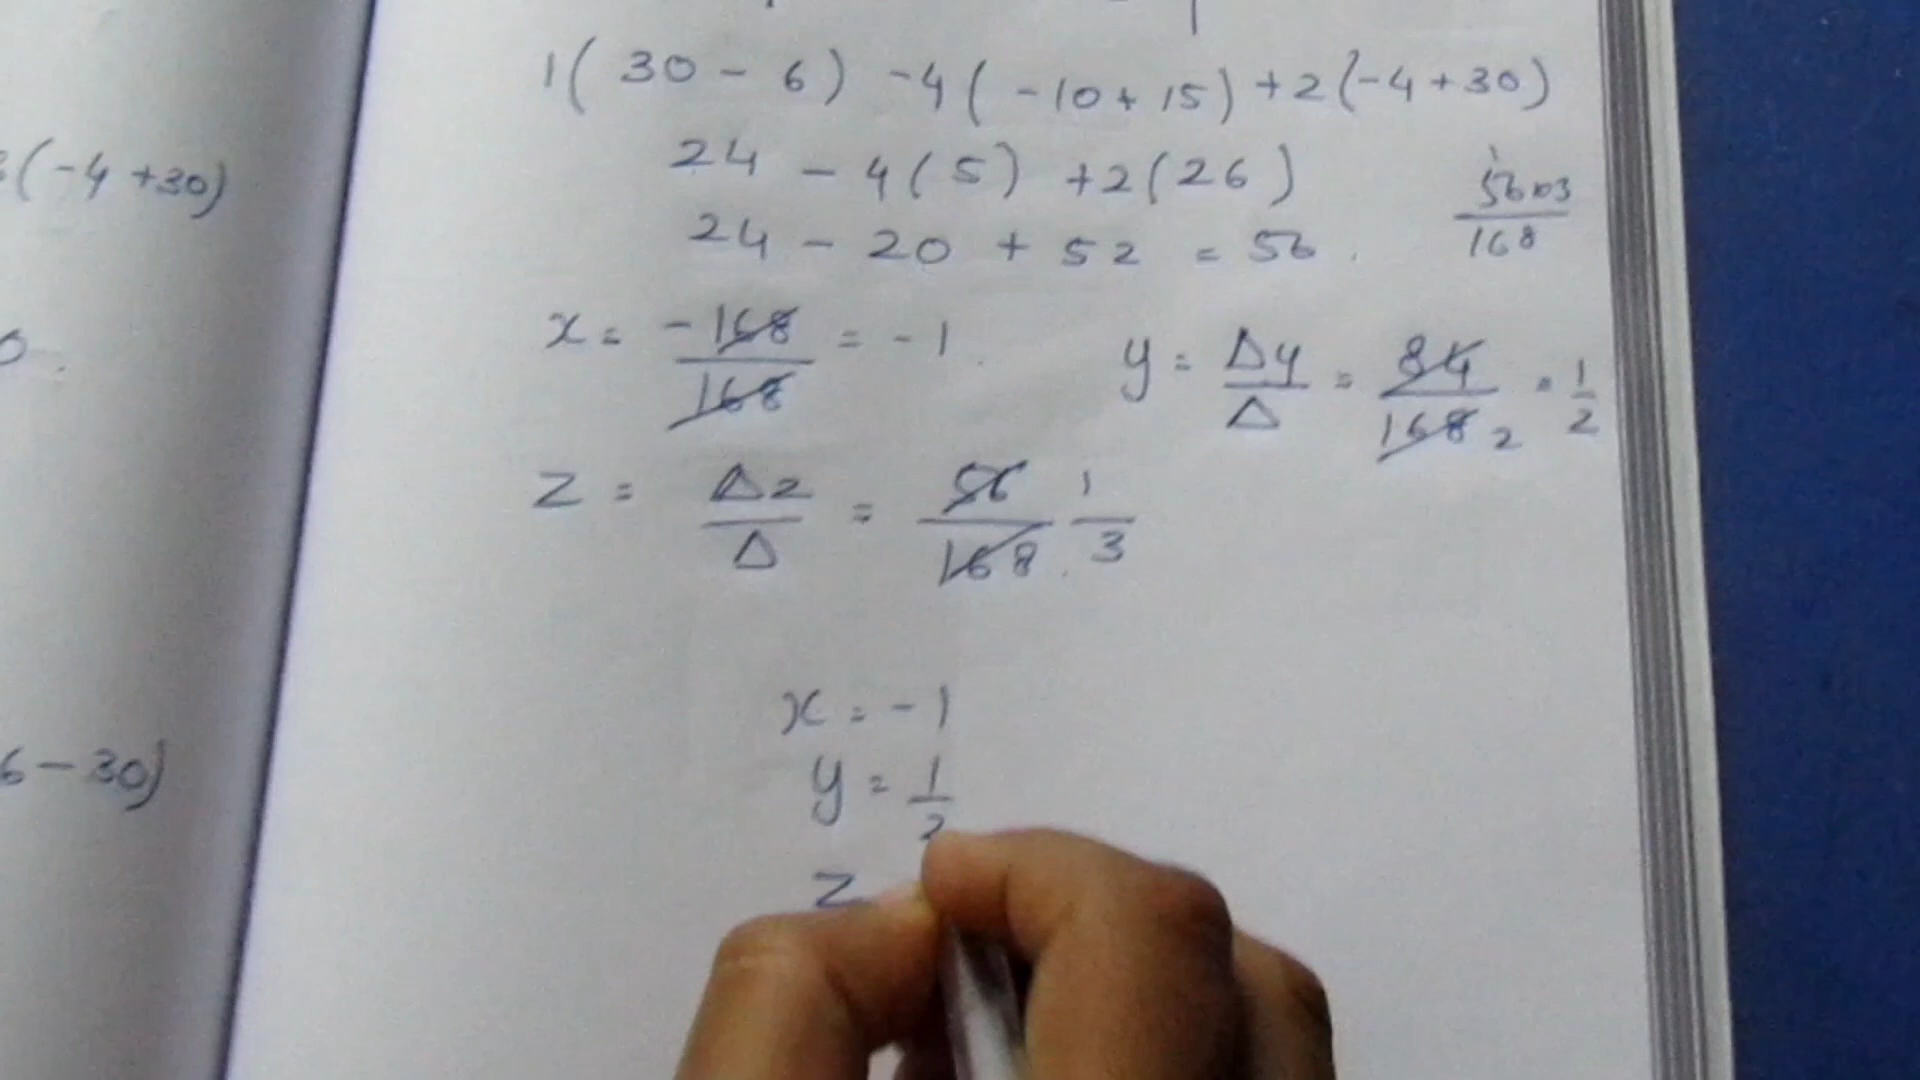 (-4 +30)
6-30)
1( 30 - 6) -4( -10 + 15) +2(-4 +30)
24 - 4(5) +2(26)
24 - 20 + 52 = 56.
56×3
168
x = -168/168 = -1
y = Δy/Δ = 84/168 2 = 1/2
z = Δz/Δ = 56/168 1/3
x = -1
y = 1/2
z